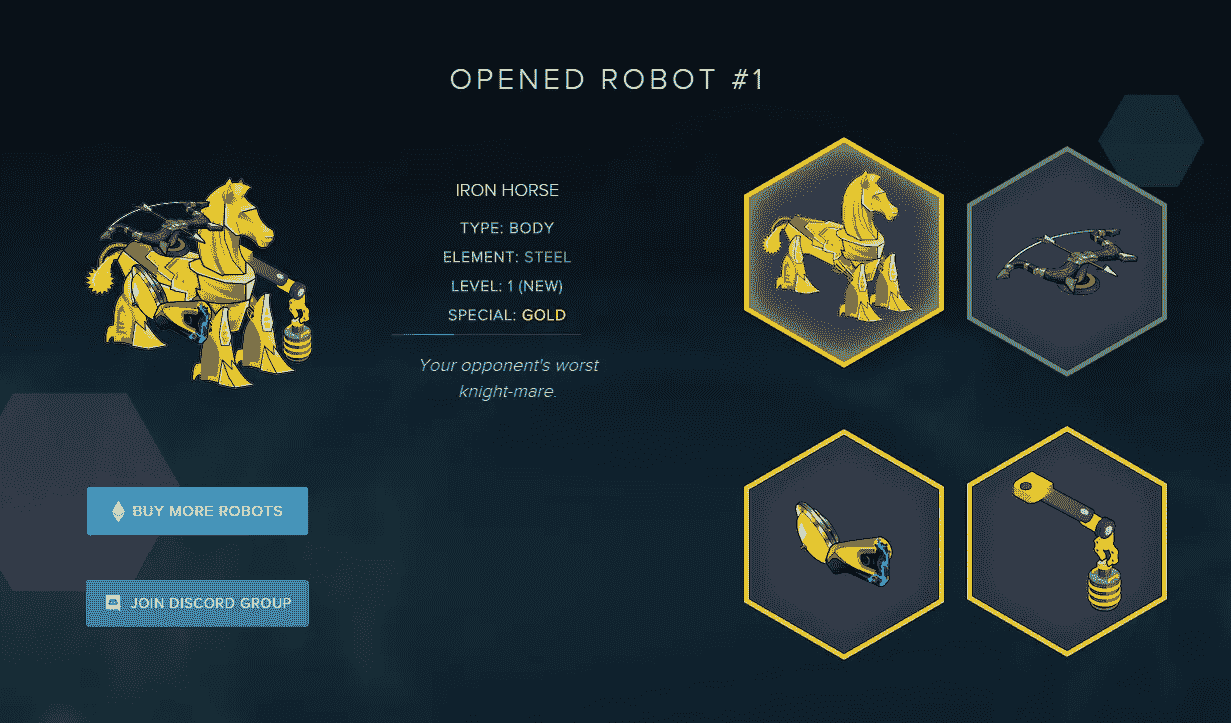 OPENED ROBOT #1
IRON HORSE
TYPE: BODY
ELEMENT: STEEL
LEVEL: 1 (NEW)
SPECIAL: GOLD
Your opponent's worst
knight-mare.
BUY MORE ROBOTS
JOIN DISCORD GROUP